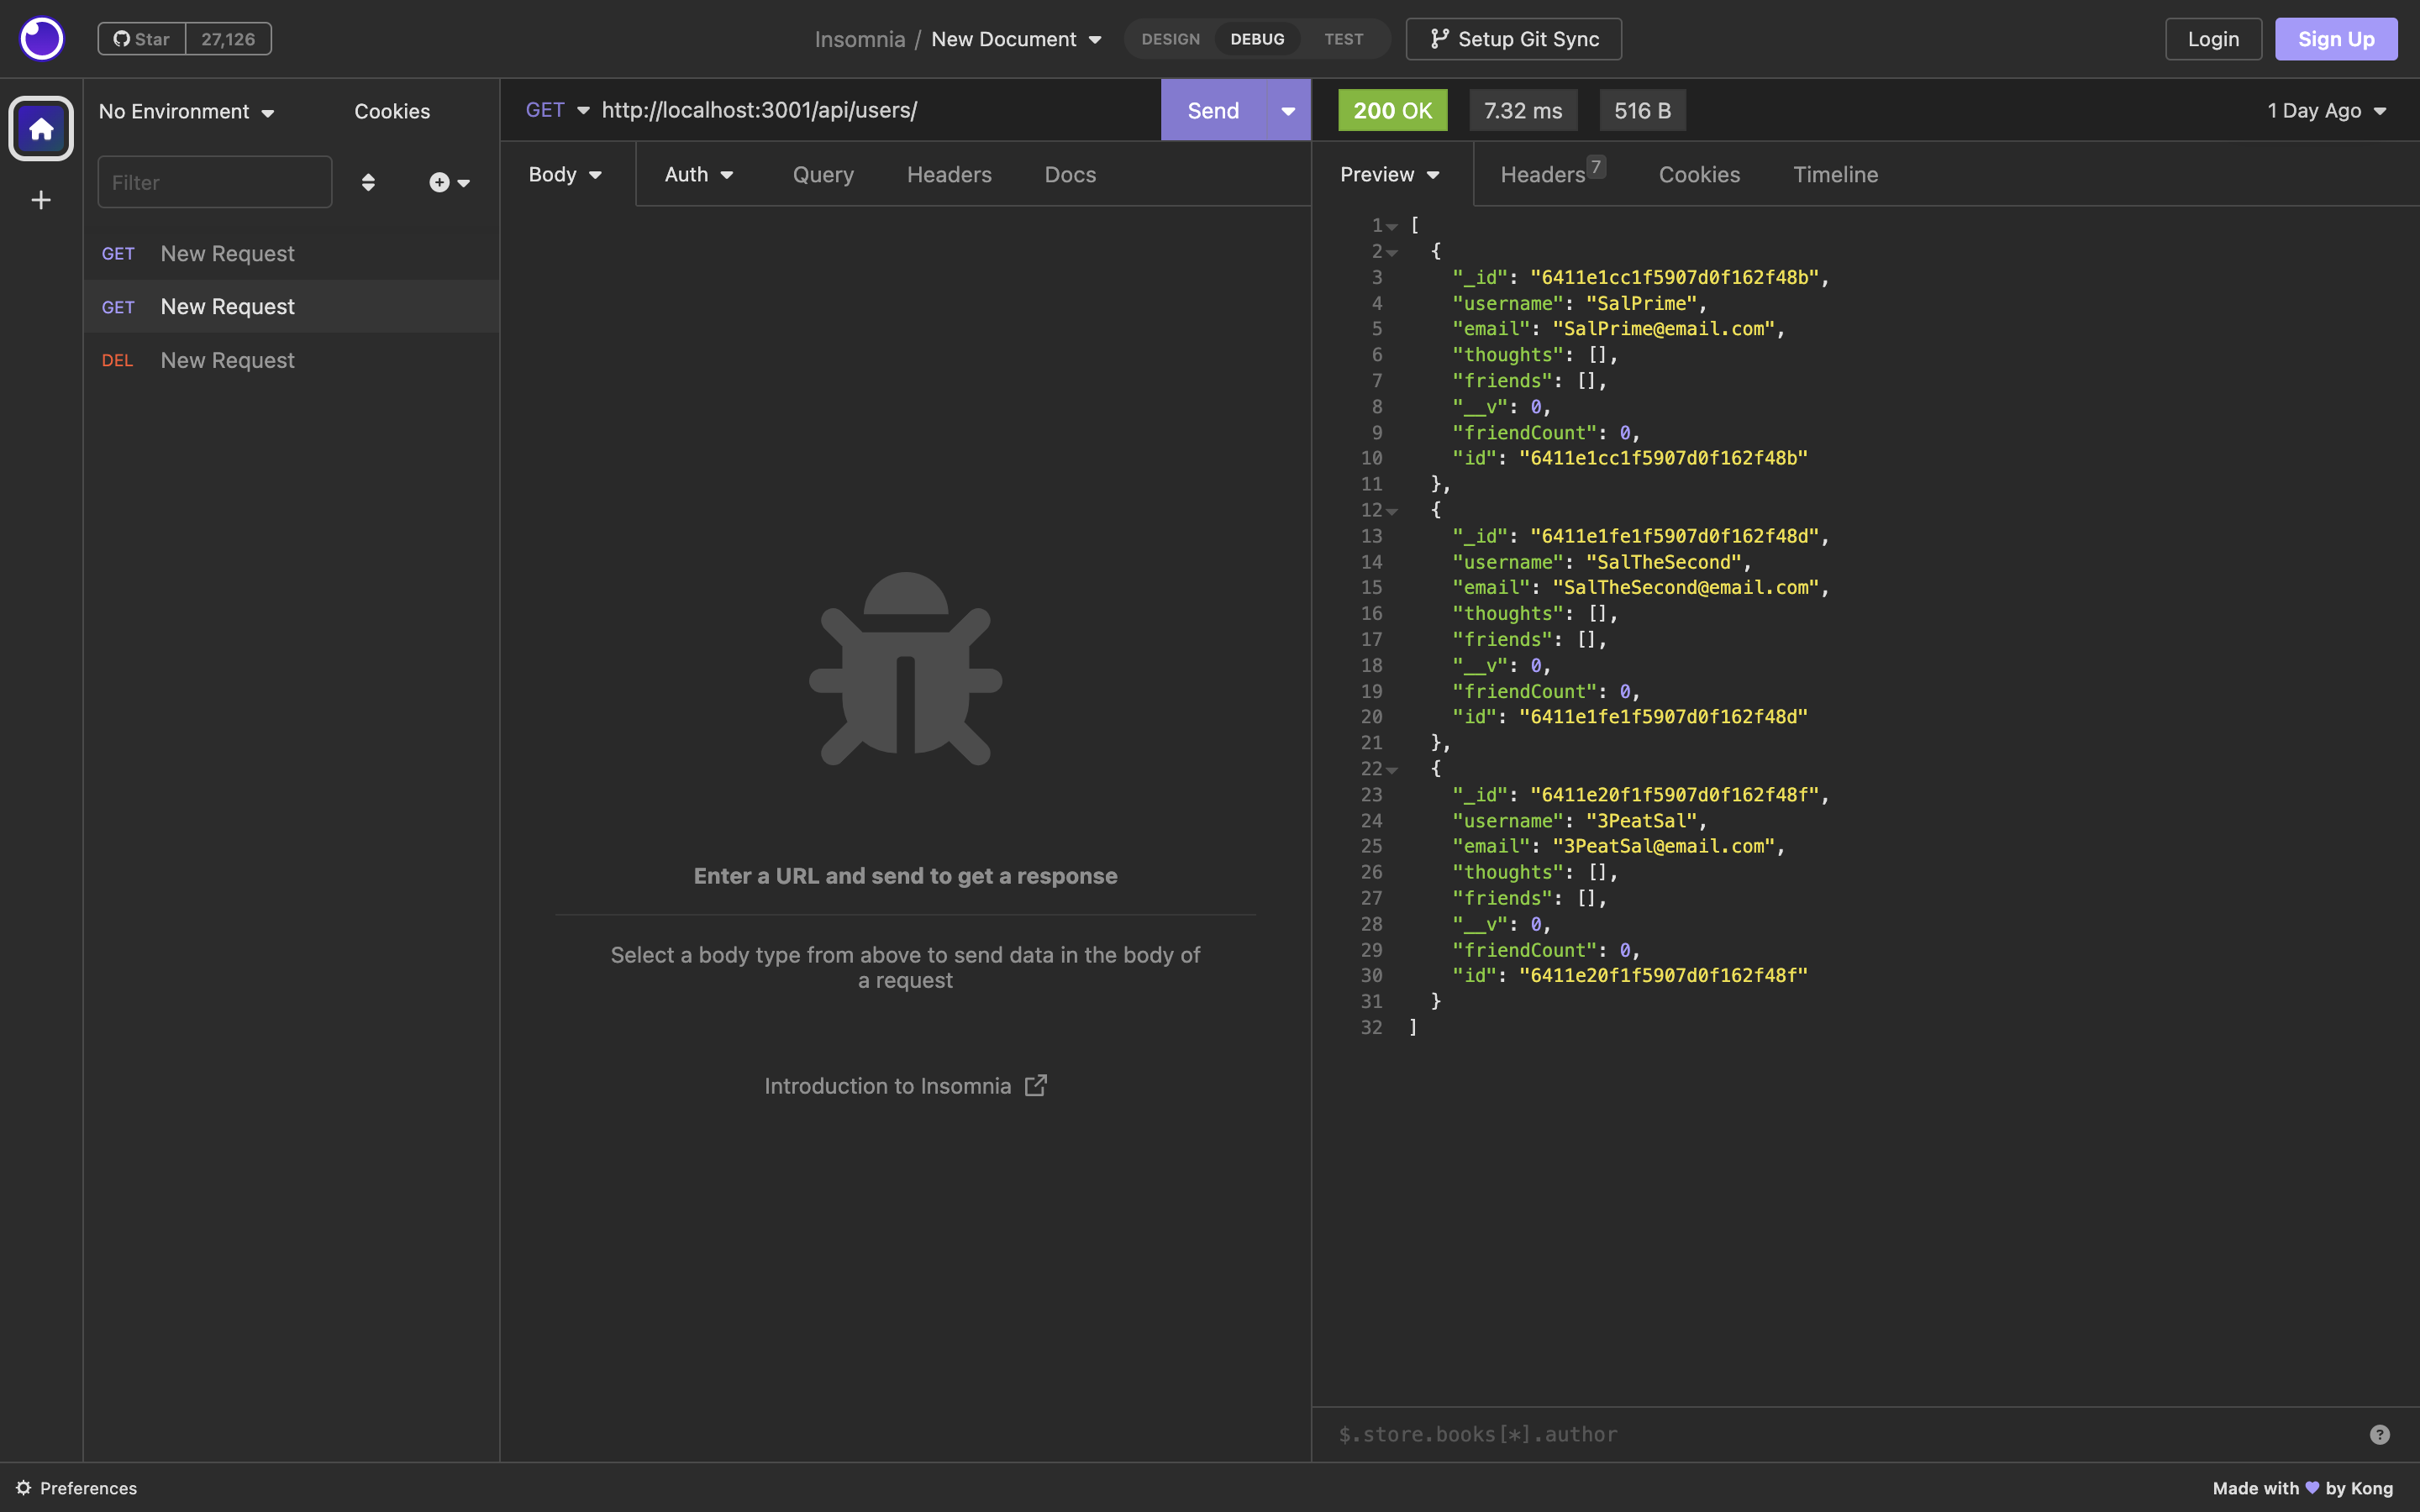 Star 27,126
Insomnia / New Document
DESIGN DEBUG TEST
Setup Git Sync
Login
Sign Up
No Environment
Cookies
Filter
GET New Request
GET New Request
DEL New Request
GET http://localhost:3001/api/users/
Send
Body Auth Query Headers Docs
Enter a URL and send to get a response
Select a body type from above to send data in the body of
a request
Introduction to Insomnia
200 OK 7.32 ms 516 B
1 Day Ago
Preview Headers 7 Cookies Timeline
1 [
2 {
3 "_id": "6411e1cc1f5907d0f162f48b",
4 "username": "SalPrime",
5 "email": "SalPrime@email.com",
6 "thoughts": [],
7 "friends": [],
8 "__v": 0,
9 "friendCount": 0,
10 "id": "6411e1cc1f5907d0f162f48b"
11 },
12 {
13 "_id": "6411e1fe1f5907d0f162f48d",
14 "username": "SalTheSecond",
15 "email": "SalTheSecond@email.com",
16 "thoughts": [],
17 "friends": [],
18 "__v": 0,
19 "friendCount": 0,
20 "id": "6411e1fe1f5907d0f162f48d"
21 },
22 {
23 "_id": "6411e20f1f5907d0f162f48f",
24 "username": "3PeatSal",
25 "email": "3PeatSal@email.com",
26 "thoughts": [],
27 "friends": [],
28 "__v": 0,
29 "friendCount": 0,
30 "id": "6411e20f1f5907d0f162f48f"
31 }
32 ]
$.store.books[*].author
?
Preferences
Made with 💜 by Kong